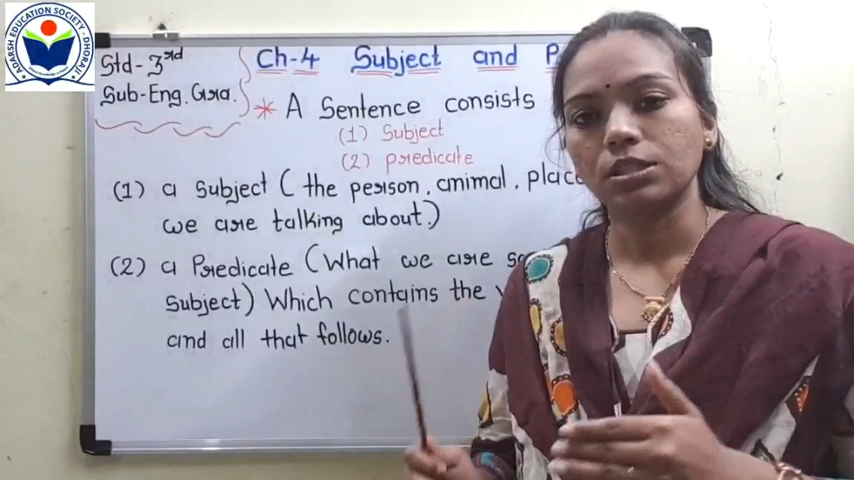 ADARSH EDUCATION SOCIETY - DHORAJI
Std-3rd
Sub-Eng.Gra.
Ch-4 Subject and
* A Sentence consists
(1) Subject
(2) predicate
(1) a Subject (the person, animal, place
we are talking about.)
(2) a Predicate (What we are
subject) Which contains the
and all that follows.